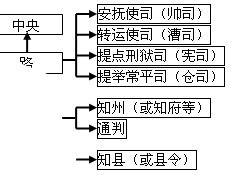 中央
路
安抚使司（帅司）
转运使司（漕司）
提点刑狱司（宪司）
提举常平司（仓司）
知州（或知府等）
通判
知县（或县令）